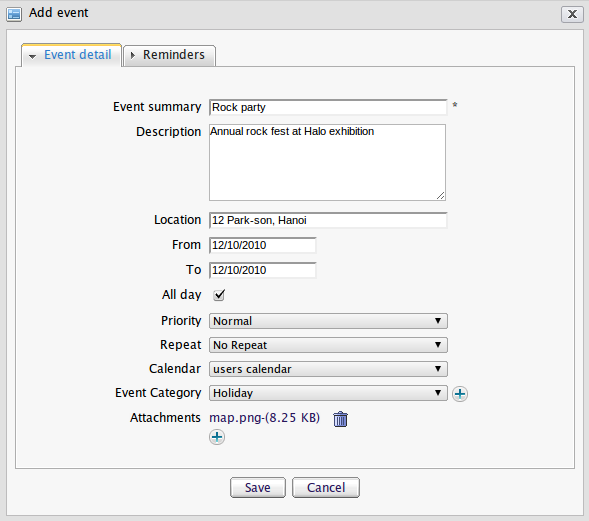 Add event
Event detail Reminders
Event summary Rock party *
Description Annual rock fest at Halo exhibition
Location 12 Park-son, Hanoi
From 12/10/2010
To 12/10/2010
All day
Priority Normal
Repeat No Repeat
Calendar users calendar
Event Category Holiday
Attachments map.png-(8.25 KB)
Save Cancel